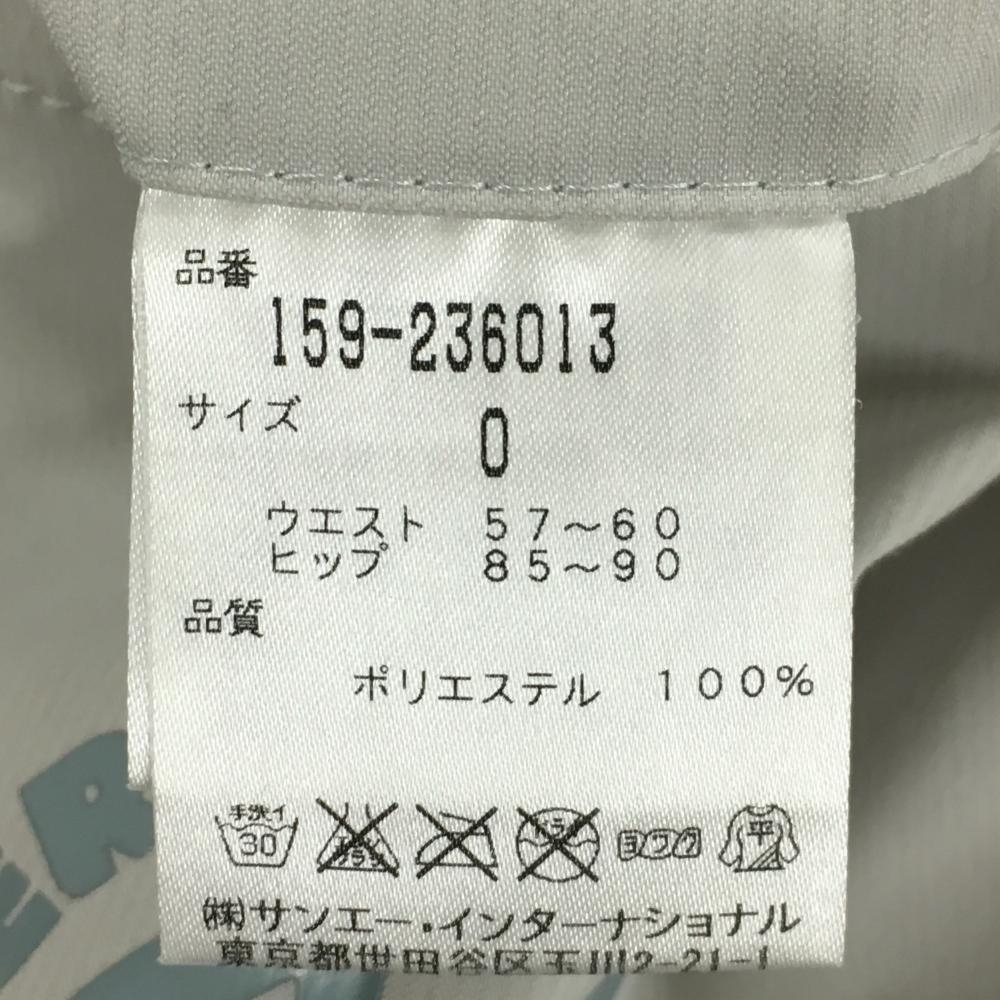 品番
159-236013
サイズ
0
ウエスト 57～60
ヒップ 85～90
品質
ポリエステル 100%
手洗イ
30
平
㈱サンエー・インターナショナル
東京都世田谷区玉川2-21-1
ER